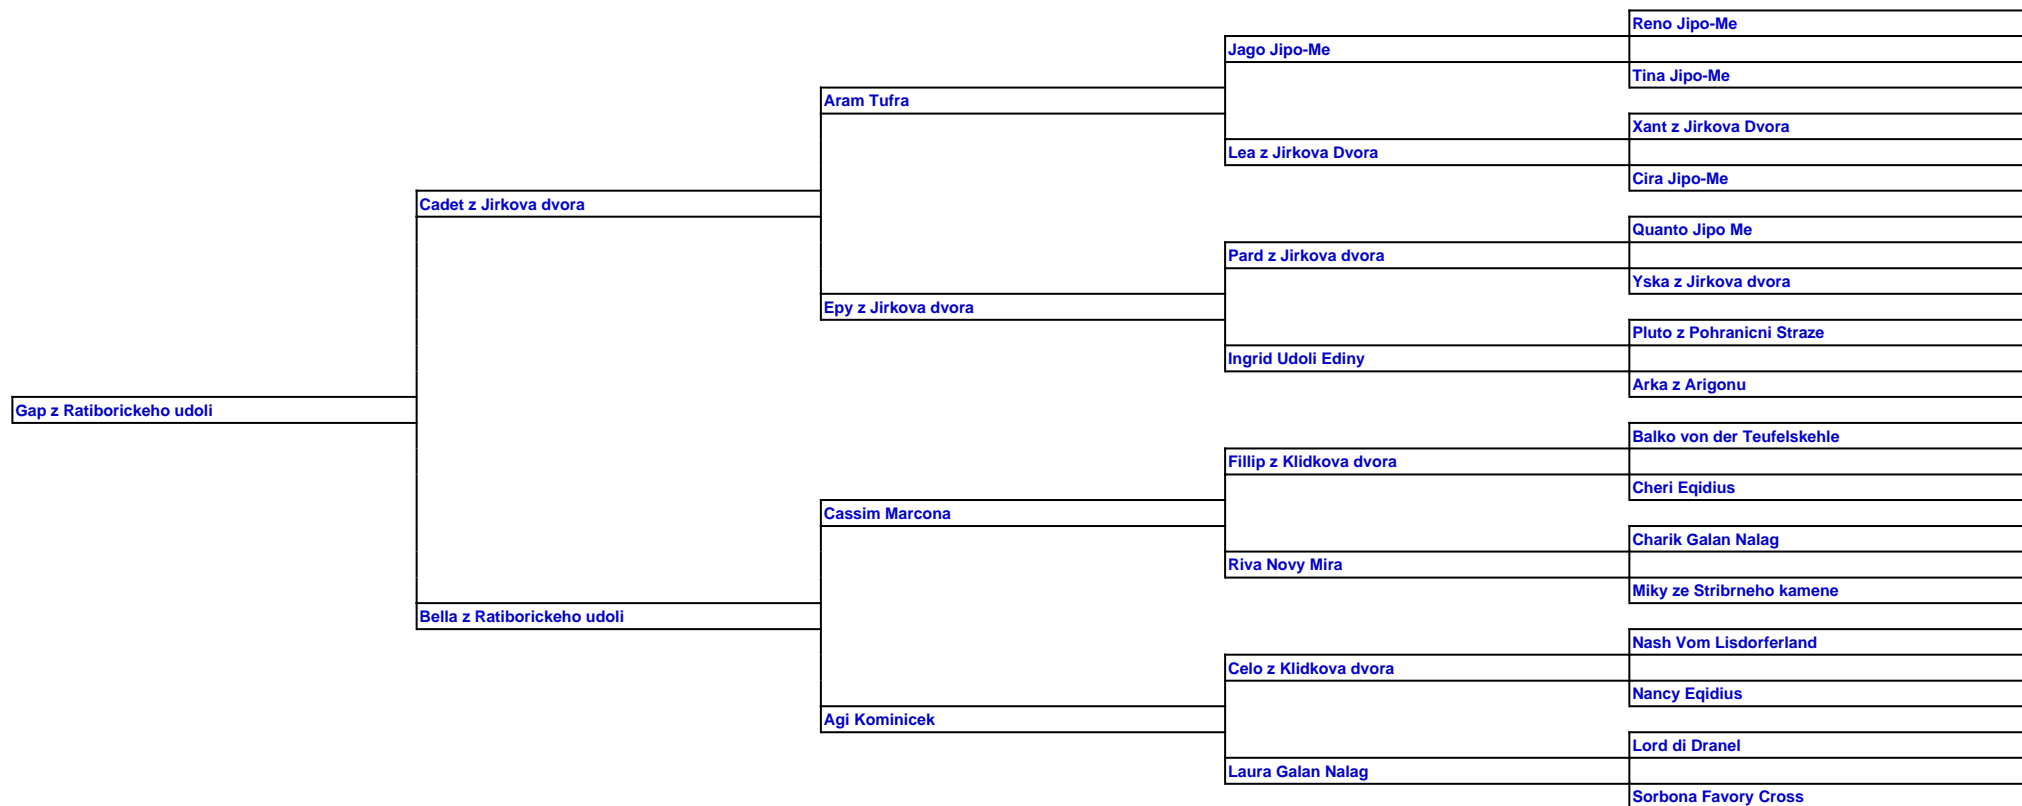 Reno Jipo-Me
Jago Jipo-Me
Tina Jipo-Me
Aram Tufra
Xant z Jirkova Dvora
Lea z Jirkova Dvora
Cira Jipo-Me
Cadet z Jirkova dvora
Quanto Jipo Me
Pard z Jirkova dvora
Yska z Jirkova dvora
Epy z Jirkova dvora
Pluto z Pohranicni Straze
Ingrid Udoli Ediny
Arka z Arigonu
Gap z Ratiborickeho udoli
Balko von der Teufelskehle
Fillip z Klidkova dvora
Cheri Eqidius
Cassim Marcona
Charik Galan Nalag
Riva Novy Mira
Miky ze Stribrneho kamene
Bella z Ratiborickeho udoli
Nash Vom Lisdorferland
Celo z Klidkova dvora
Nancy Eqidius
Agi Kominicek
Lord di Dranel
Laura Galan Nalag
Sorbona Favory Cross